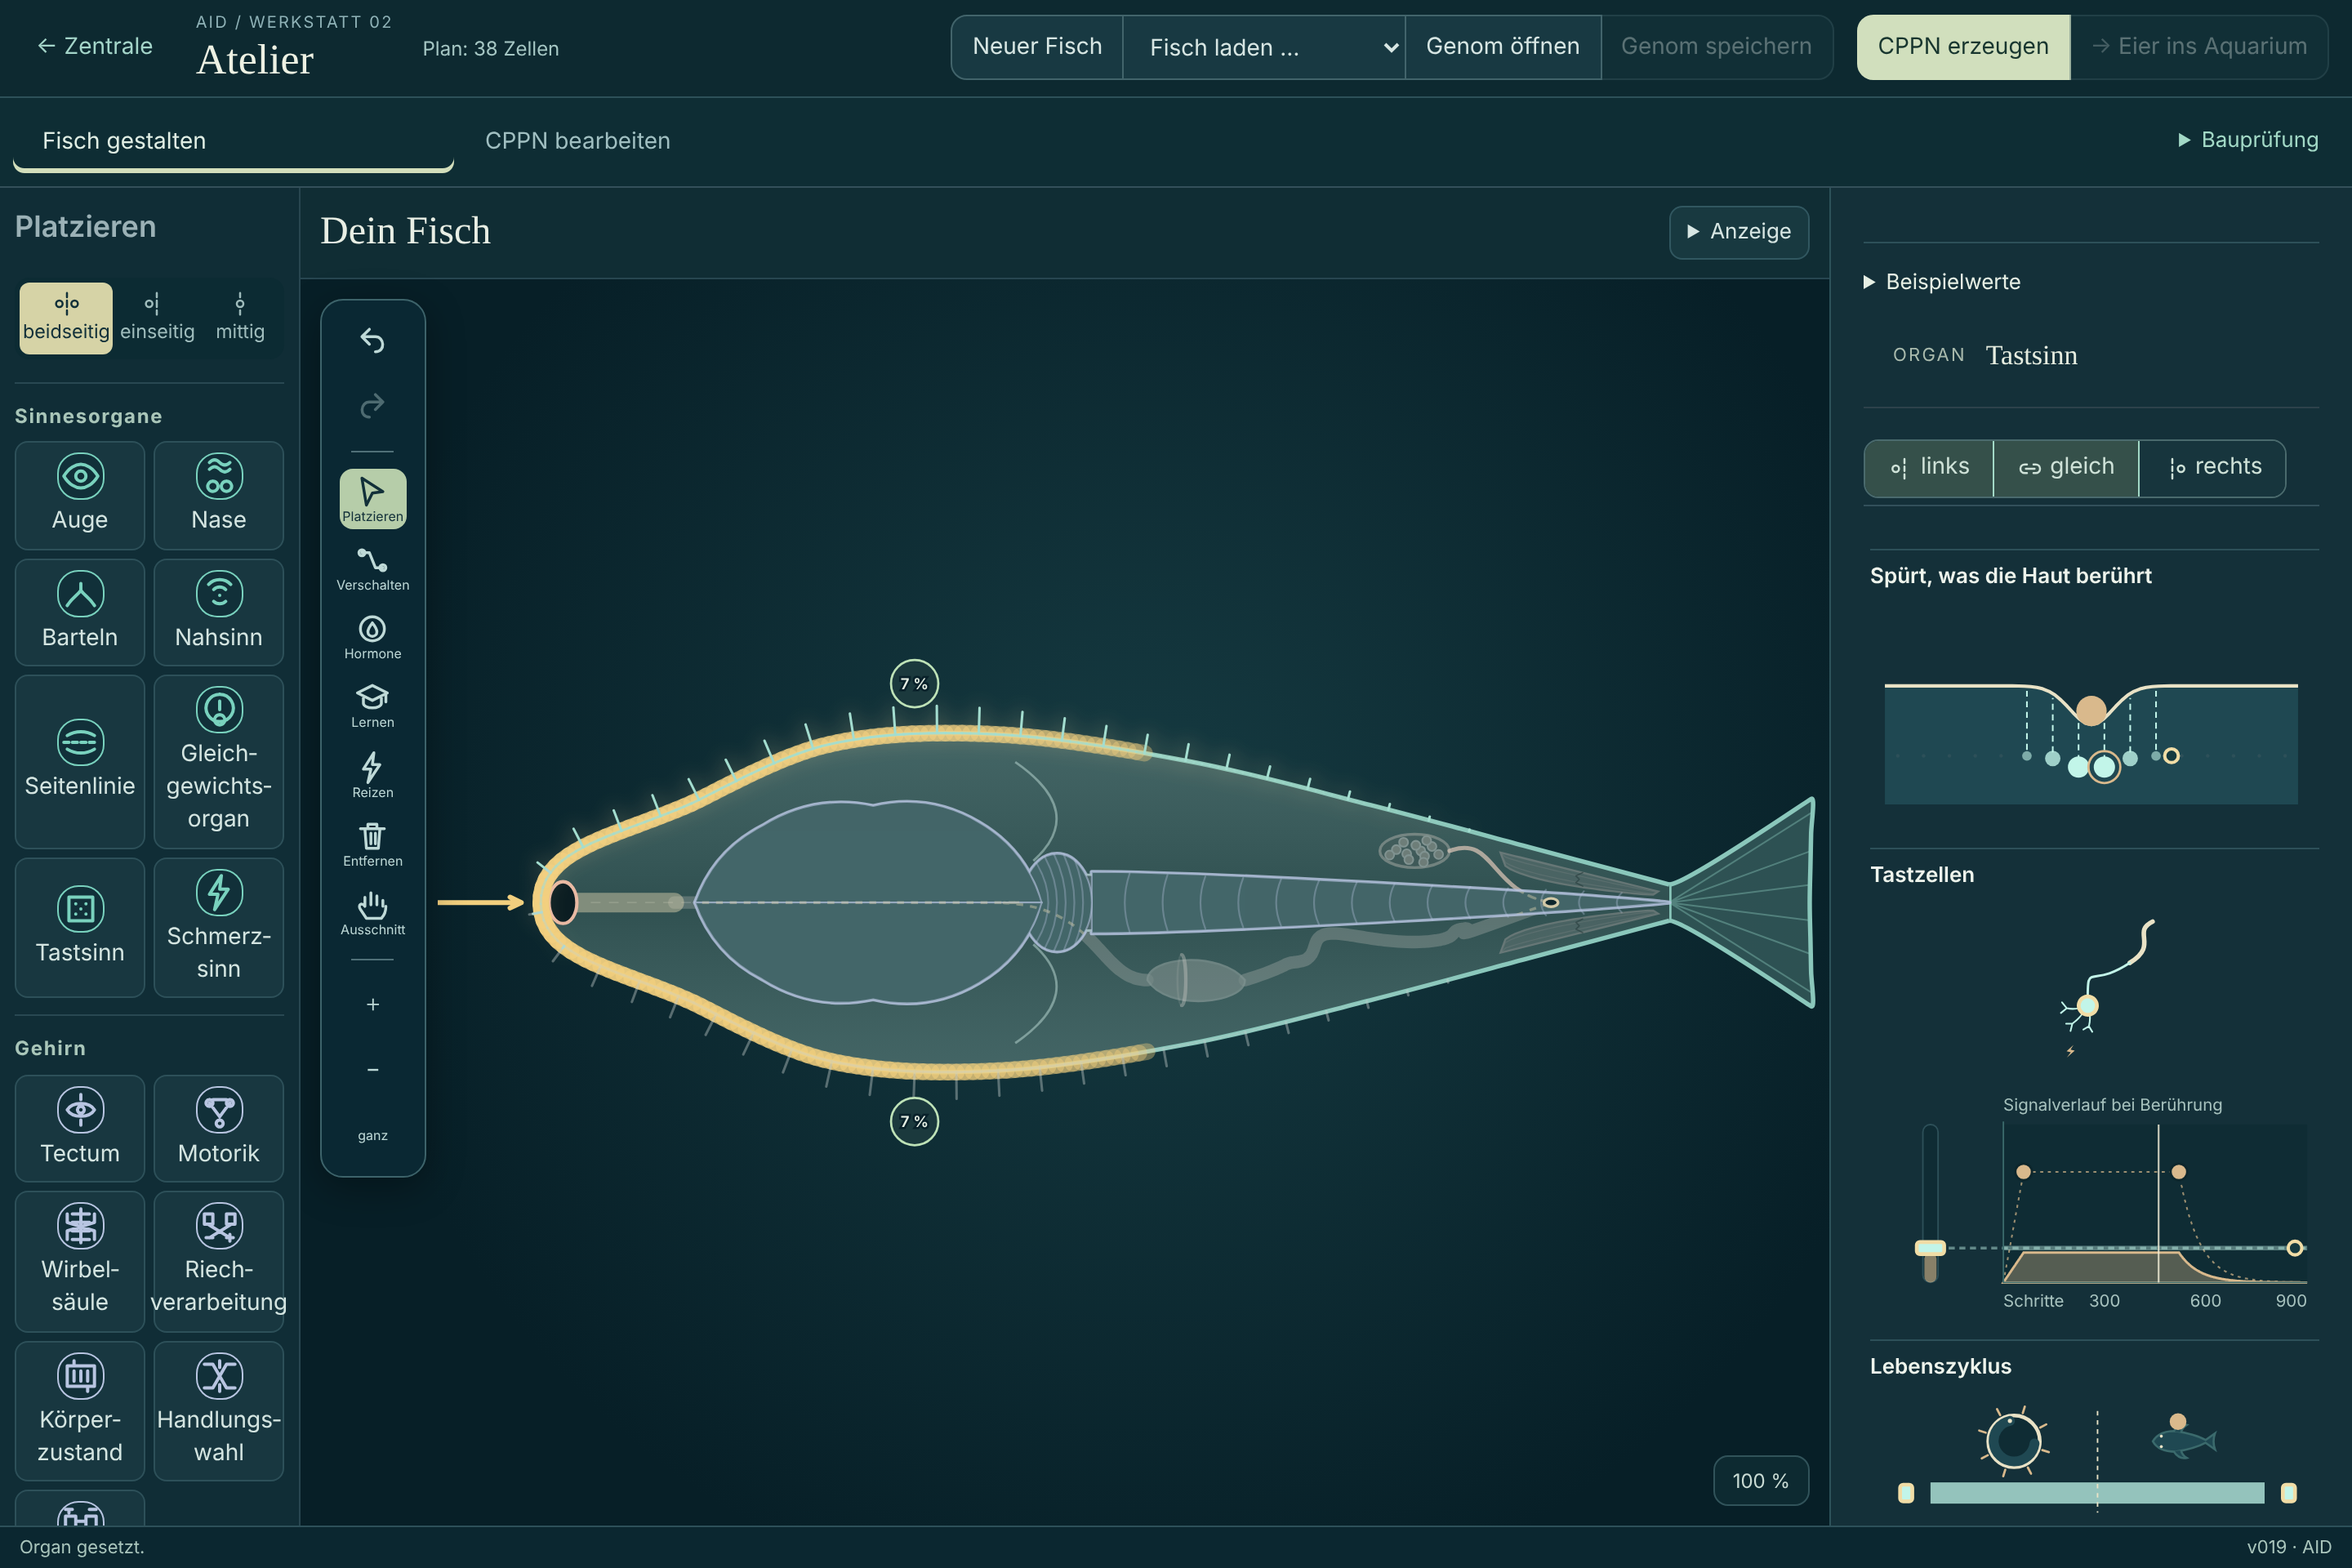 ← Zentrale
AID / WERKSTATT 02
Atelier
Plan: 38 Zellen
Neuer Fisch
Fisch laden ...
Genom öffnen
Genom speichern
CPPN erzeugen
→ Eier ins Aquarium
Fisch gestalten
CPPN bearbeiten
Bauprüfung
Platzieren
beidseitig
einseitig
mittig
Sinnesorgane
Auge
Nase
Barteln
Nahsinn
Seitenlinie
Gleich-
gewichts-
organ
Tastsinn
Schmerz-
sinn
Gehirn
Tectum
Motorik
Wirbel-
säule
Riech-
verarbeitung
Körper-
zustand
Handlungs-
wahl
Dein Fisch
Anzeige
Platzieren
Verschalten
Hormone
Lernen
Reizen
Entfernen
Ausschnitt
+
−
ganz
7 %
7 %
100 %
Beispielwerte
ORGAN Tastsinn
links
gleich
rechts
Spürt, was die Haut berührt
Tastzellen
Signalverlauf bei Berührung
Schritte 300 600 900
Lebenszyklus
Organ gesetzt.
v019 · AID